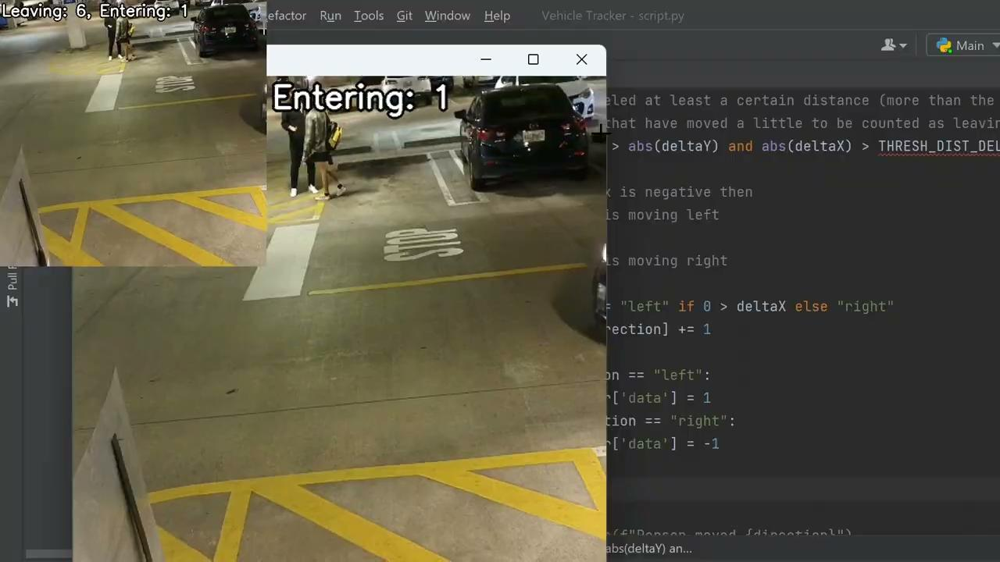 Leaving: 6, Entering: 1
efactor Run Tools Git Window Help Vehicle Tracker - script.py
Main
Entering: 1
STOP
STOP
eled at least a certain distance (more than the
that have moved a little to be counted as leavin
> abs(deltaY) and abs(deltaX) > THRESH_DIST_DEL
x is negative then
is moving left
is moving right
= "left" if 0 > deltaX else "right"
rection] += 1
on == "left":
r['data'] = 1
tion == "right":
r['data'] = -1
(f"Person moved {direction}")
Pull
abs(deltaY) an...